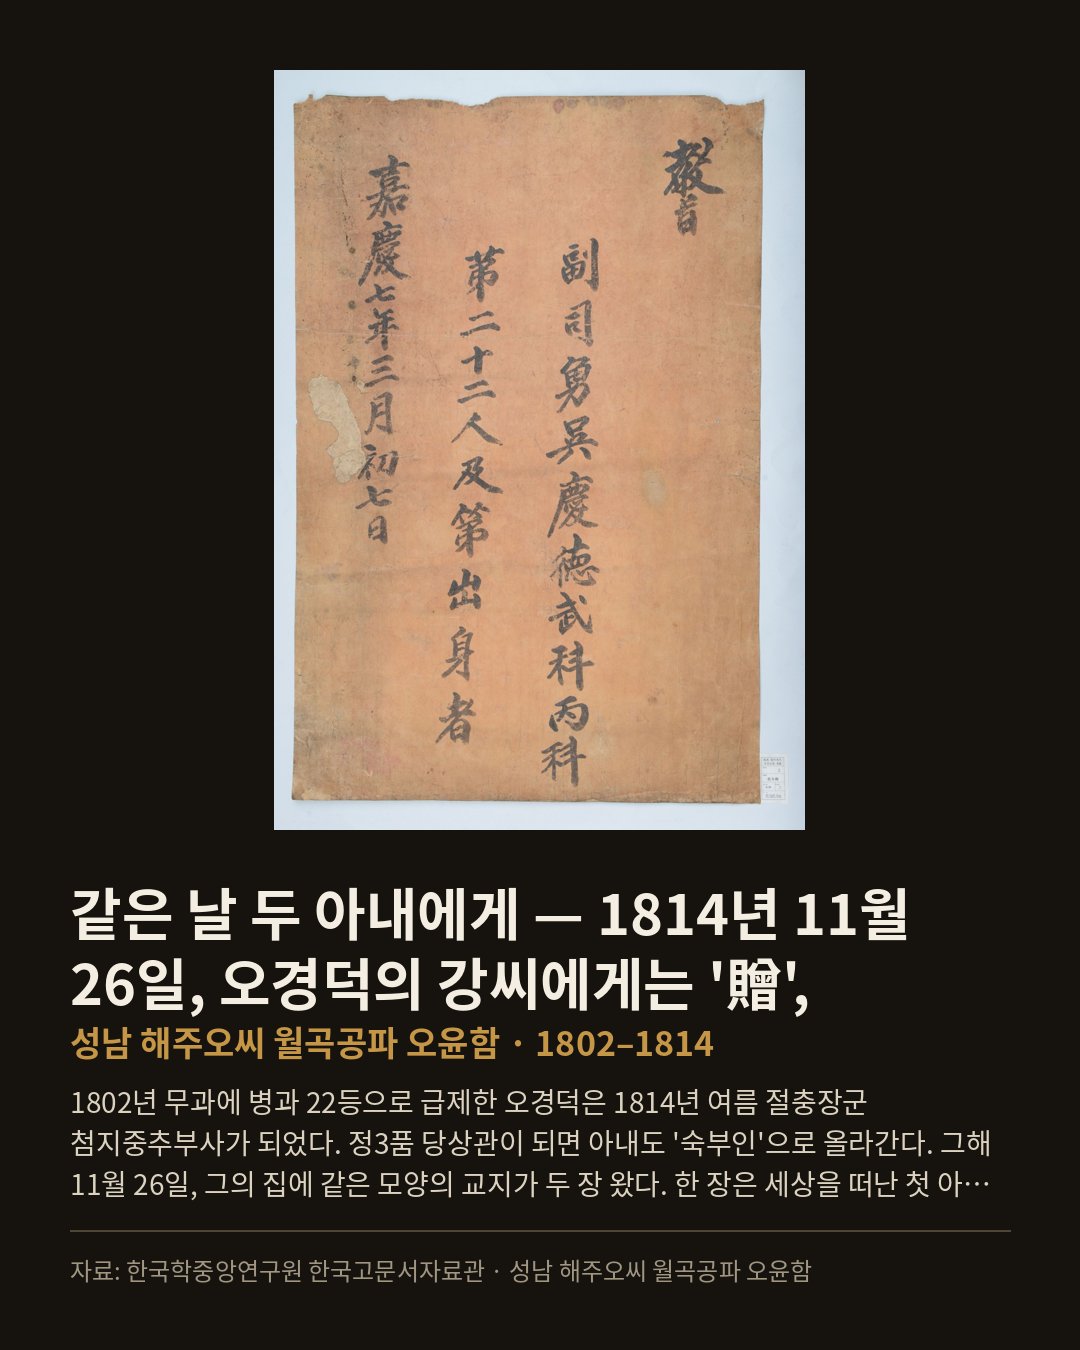 敎旨
副司勇吳慶德武科丙科
第二十二人及第出身者
嘉慶七年三月初七日
같은 날 두 아내에게 — 1814년 11월
26일, 오경덕의 강씨에게는 '贈',
성남 해주오씨 월곡공파 오윤함 · 1802–1814
1802년 무과에 병과 22등으로 급제한 오경덕은 1814년 여름 절충장군
첨지중추부사가 되었다. 정3품 당상관이 되면 아내도 '숙부인'으로 올라간다. 그해
11월 26일, 그의 집에 같은 모양의 교지가 두 장 왔다. 한 장은 세상을 떠난 첫 아…
자료: 한국학중앙연구원 한국고문서자료관 · 성남 해주오씨 월곡공파 오윤함